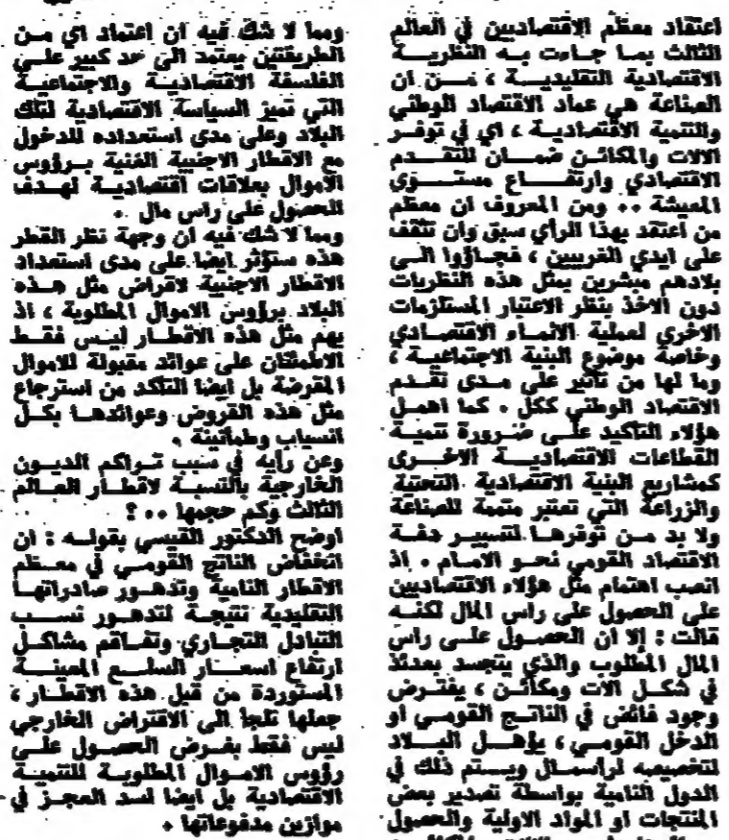 اعتقاد معظم الاقتصاديين في العالم
الثالث بما جاءت به النظرية
الاقتصادية التقليدية ، من ان
الصناعة هي عماد الاقتصاد الوطني
والتنمية الاقتصادية ، اي في توفر
الالات والمكائن ضمان للتقدم
الاقتصادي وارتفاع مستوى
المعيشة .. ومن المعروف ان معظم
من اعتقد بهذا الرأي سبق وان تثقف
على ايدي الغربيين ، فجاؤوا الى
بلادهم مبشرين بمثل هذه النظريات
دون الاخذ بنظر الاعتبار المستلزمات
الاخرى لعملية الانماء الاقتصادي
وخاصة موضوع البنية الاجتماعية ،
وما لها من تأثير على مدى تقدم
الاقتصاد الوطني ككل . كما اهمل
هؤلاء التأكيد على ضرورة تنمية
القطاعات الاقتصادية الاخرى
كمشاريع البنية الاقتصادية التحتية
والزراعة التي تعتبر متممة للصناعة
ولا بد من توفرها لتسيير دفة
الاقتصاد القومي نحو الامام . اذ
انصب اهتمام مثل هؤلاء الاقتصاديين
على الحصول على راس المال لكنه
قالت : إلا ان الحصول على راس
المال المطلوب والذي يتجسد بعدئذ
في شكل الات ومكائن ، يفترض
وجود فائض في الناتج القومي او
الدخل القومي ، يؤهل البلاد
لتخصيصه لراسمال ويستم ذلك في
الدول النامية بواسطة تصدير بعض
المنتجات او المواد الاولية والحصول
ومما لا شك فيه ان اعتماد اي من
الطريقتين يعتمد الى حد كبير على
الفلسفة الاقتصادية والاجتماعية
التي تميز السياسة الاقتصادية لتلك
البلاد وعلى مدى استعداده للدخول
مع الاقطار الاجنبية الغنية برؤوس
الاموال بعلاقات اقتصادية لهدف
الحصول على راس مال .
ومما لا شك فيه ان وجهة نظر القطر
هذه ستؤثر ايضا على مدى استعداد
الاقطار الاجنبية لاقراض مثل هذه
البلاد برؤوس الاموال المطلوبة ، اذ
يهم مثل هذه الاقطار ليس فقط
الاطمئنان على عوائد مقبولة للاموال
المقرضة بل ايضا التأكد من استرجاع
مثل هذه القروض وعوائدها بكل
انسياب وطمأنينة .
وعن رأيه في سبب تراكم الديون
الخارجية بالنسبة لاقطار العالم
الثالث وكم حجمها .. ؟
اوضح الدكتور القيسي بقوله : ان
انخفاض الناتج القومي في معظم
الاقطار النامية وتدهور صادراتها
التقليدية نتيجة لتدهور نسب
التبادل التجاري وتفاقم مشاكل
ارتفاع اسعار السلع المصنعة
المستوردة من قبل هذه الاقطار ،
جعلها تلجأ الى الاقتراض الخارجي
ليس فقط بغرض الحصول على
رؤوس الاموال المطلوبة للتنمية
الاقتصادية بل ايضا لسد العجز في
موازين مدفوعاتها .